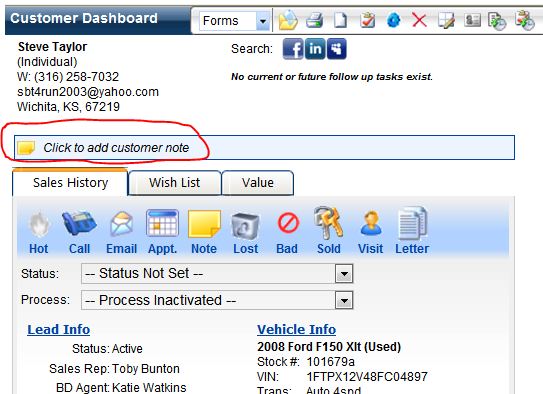 Customer Dashboard Forms
Steve Taylor Search:
(Individual)
W: (316) 258-7032
sbt4run2003@yahoo.com No current or future follow up tasks exist.
Wichita, KS, 67219
Click to add customer note
Sales History Wish List Value
Hot Call Email Appt. Note Lost Bad Sold Visit Letter
Status: -- Status Not Set --
Process: -- Process Inactivated --
Lead Info Vehicle Info
Status: Active 2008 Ford F150 Xlt (Used)
Stock #: 101679a
Sales Rep: Toby Bunton VIN: 1FTPX12V48FC04897
BD Agent: Katie Watkins Trans: Auto 4spd